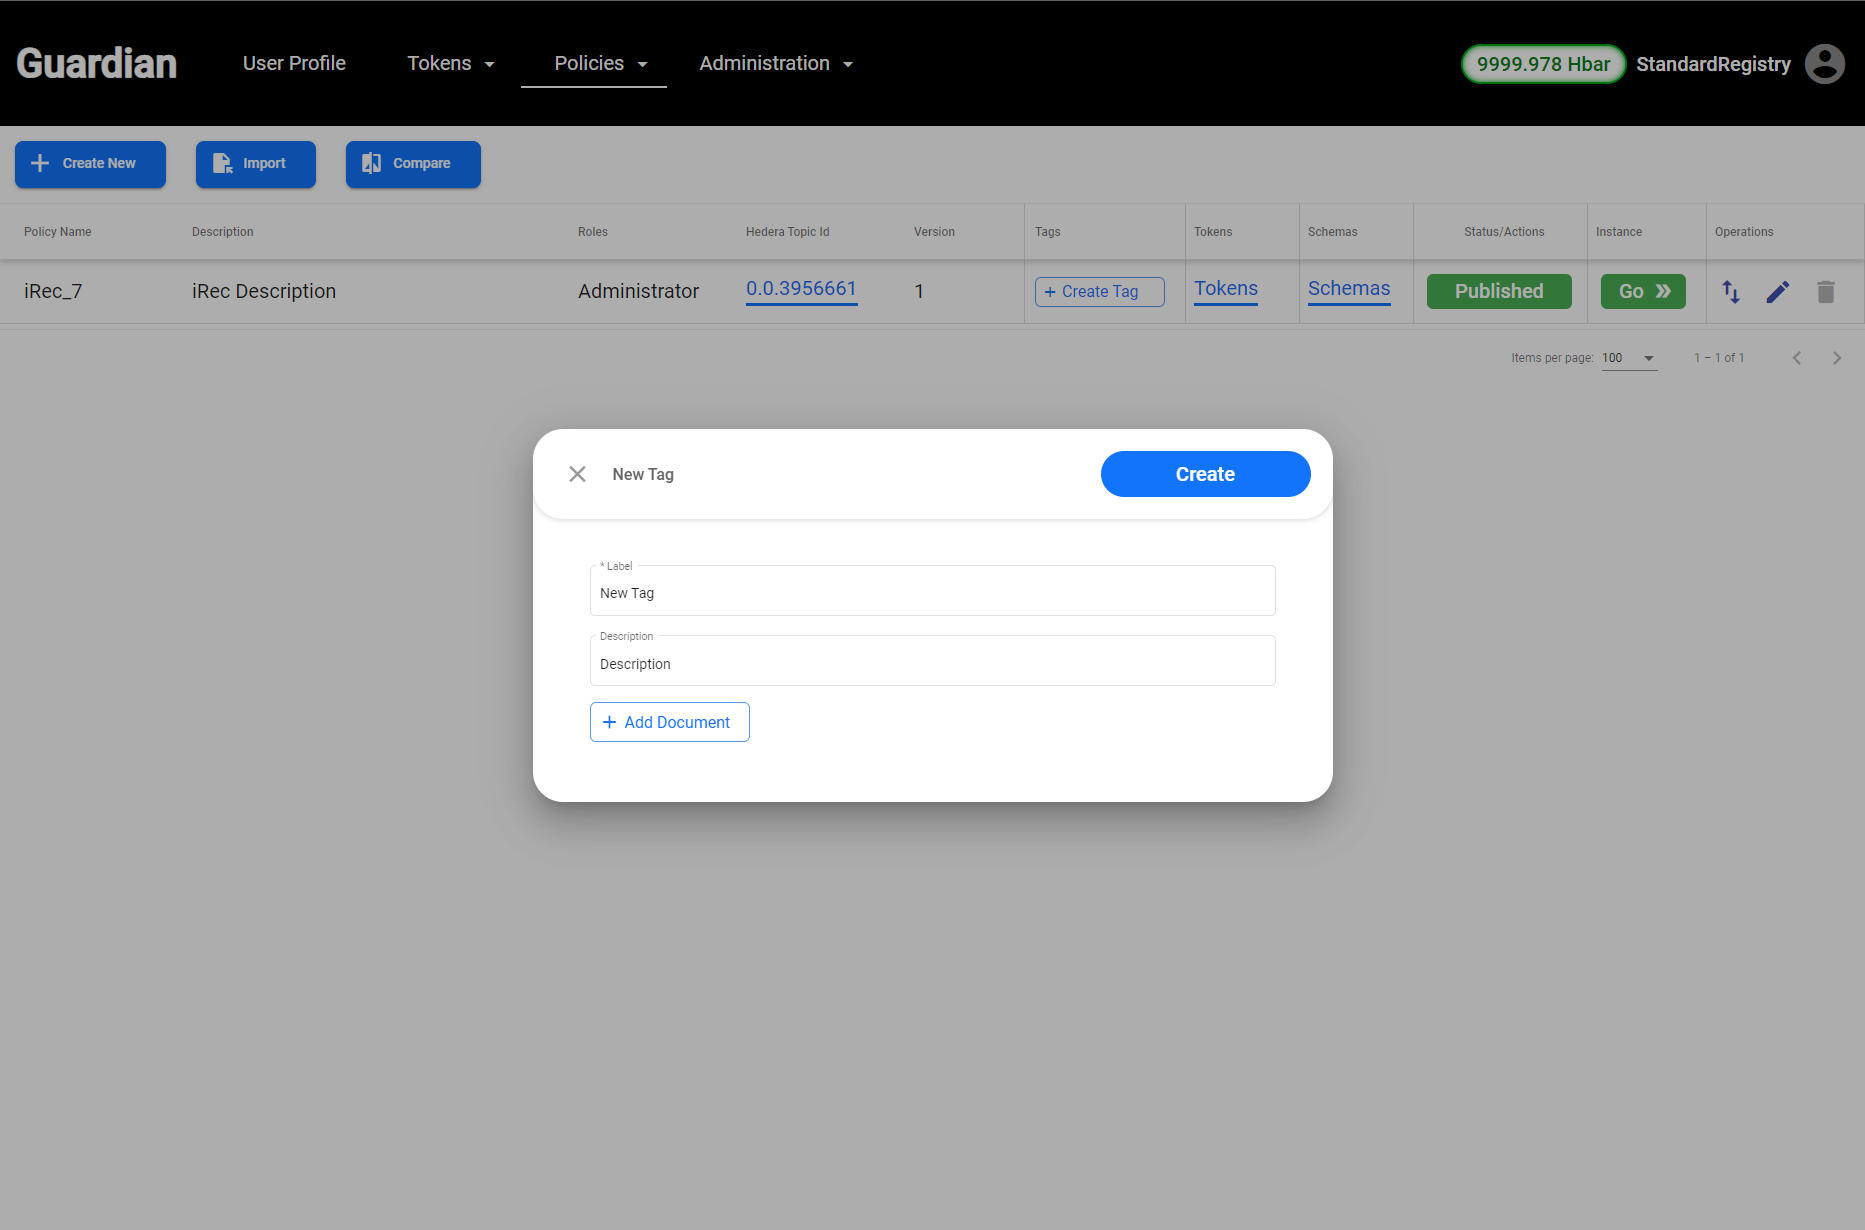 Guardian
User Profile
Tokens
Policies
Administration
9999.978 Hbar
StandardRegistry
Create New
Import
Compare
Policy Name
Description
Roles
Hedera Topic Id
Version
Tags
Tokens
Schemas
Status/Actions
Instance
Operations
iRec_7
iRec Description
Administrator
0.0.3956661
1
+ Create Tag
Tokens
Schemas
Published
Go
Items per page: 100
1 – 1 of 1
New Tag
Create
* Label
New Tag
Description
Description
+ Add Document